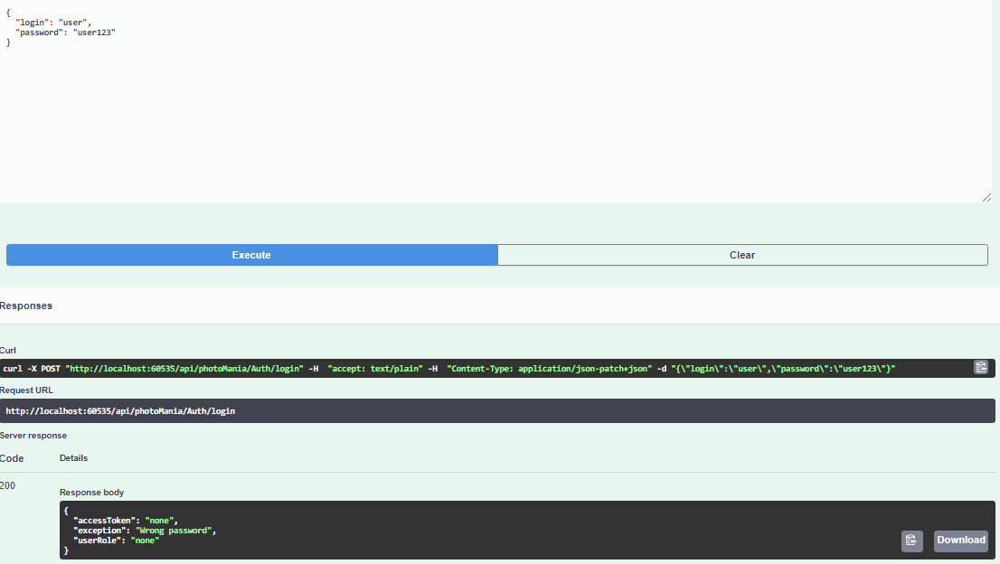 {
  "login": "user",
  "password": "user123"
}
Execute
Clear
Responses
Curl
curl -X POST "http://localhost:60535/api/photoMania/Auth/login" -H  "accept: text/plain" -H  "Content-Type: application/json-patch+json" -d "{\"login\":\"user\",\"password\":\"user123\"}"
Request URL
http://localhost:60535/api/photoMania/Auth/login
Server response
Code
Details
200
Response body
{
  "accessToken": "none",
  "exception": "Wrong password",
  "userRole": "none"
}
Download